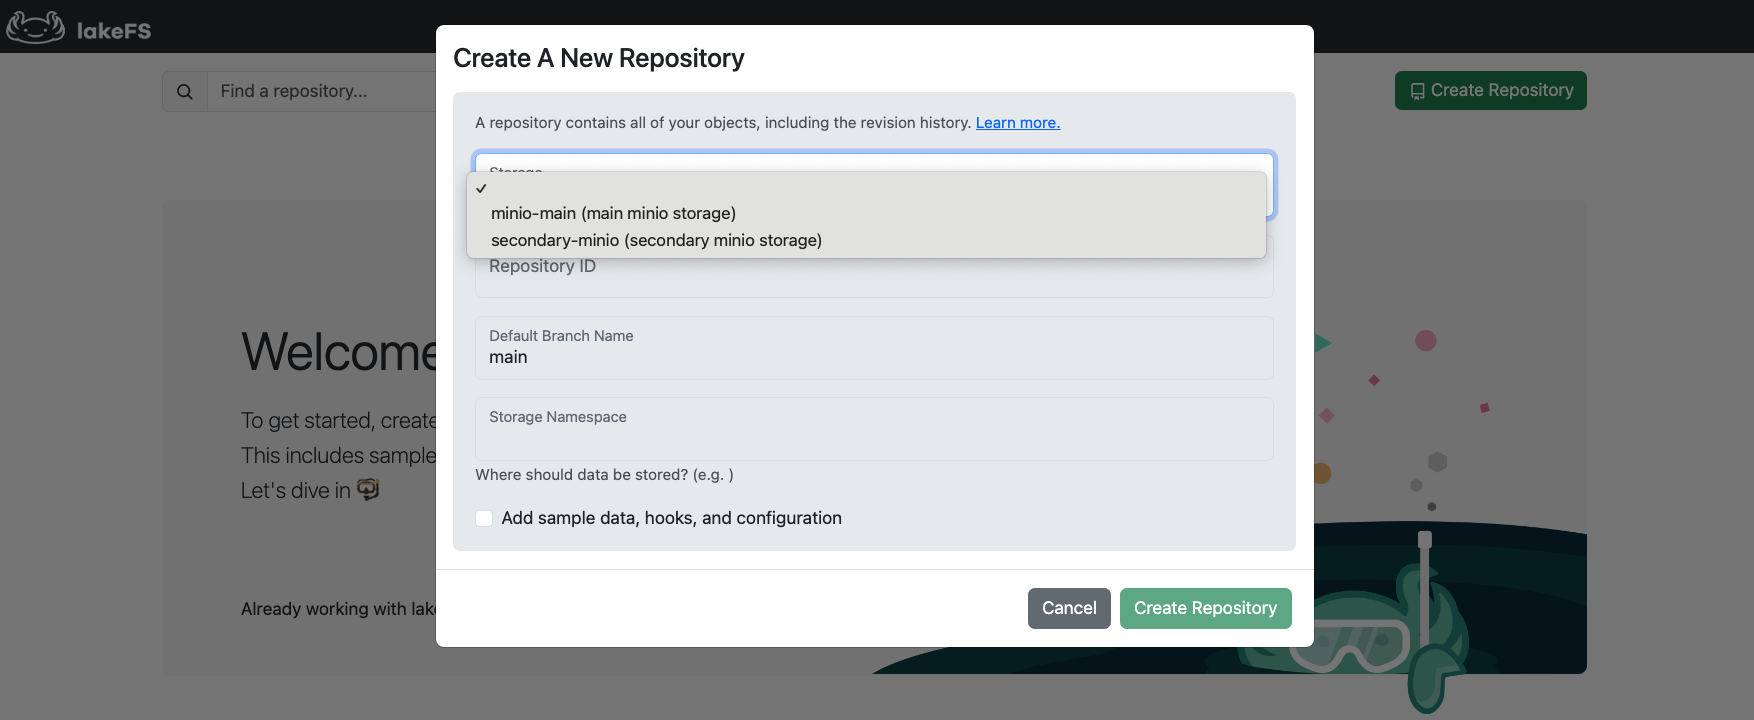 lakeFS
Create A New Repository
Find a repository...
Create Repository
A repository contains all of your objects, including the revision history. Learn more.
Storage
minio-main (main minio storage)
secondary-minio (secondary minio storage)
Repository ID
Default Branch Name
main
Storage Namespace
Where should data be stored? (e.g. )
Add sample data, hooks, and configuration
Cancel
Create Repository
Welcome
To get started, create
This includes sample
Let's dive in
Already working with